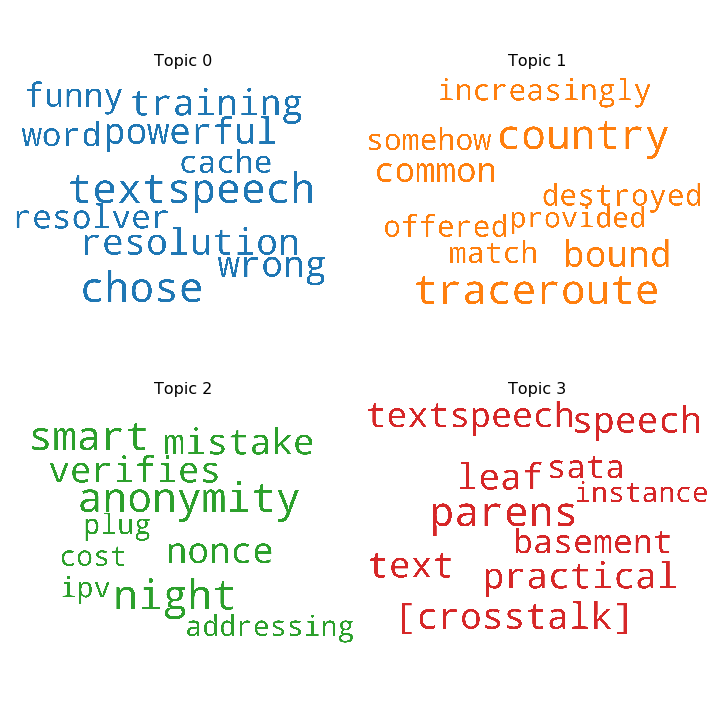 Topic 0
funny training
word powerful
cache
textspeech
resolver
resolution
wrong
chose
Topic 1
increasingly
somehow country
common
destroyed
offered provided
match bound
traceroute
Topic 2
smart mistake
verifies
anonymity
plug
cost nonce
ipv night
addressing
Topic 3
textspeech speech
leaf sata
instance
parens
basement
text practical
[crosstalk]